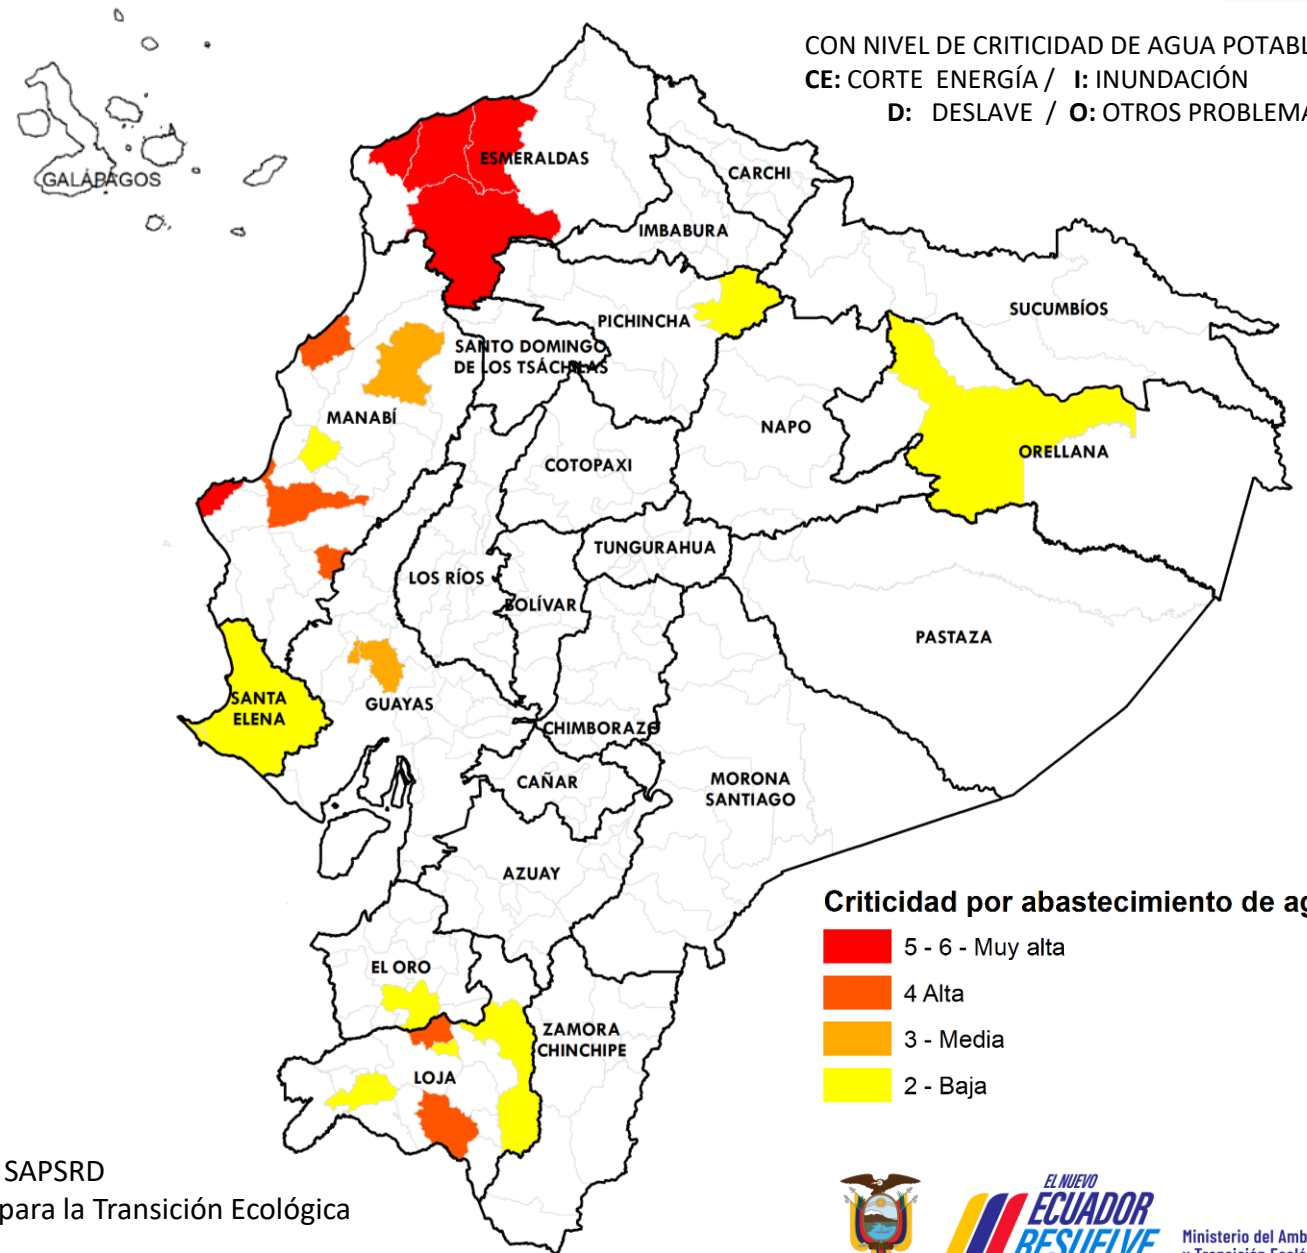 CON NIVEL DE CRITICIDAD DE AGUA POTABL
CE: CORTE ENERGÍA / I: INUNDACIÓN
D: DESLAVE / O: OTROS PROBLEMA
GALÁPAGOS
ESMERALDAS
CARCHI
IMBABURA
SUCUMBÍOS
PICHINCHA
SANTO DOMINGO
DE LOS TSÁCHILAS
MANABÍ
NAPO
ORELLANA
COTOPAXI
TUNGURAHUA
LOS RÍOS
BOLÍVAR
PASTAZA
SANTA
ELENA
GUAYAS
CHIMBORAZO
CAÑAR
MORONA
SANTIAGO
AZUAY
EL ORO
ZAMORA
CHINCHIPE
LOJA
Criticidad por abastecimiento de ag
5 - 6 - Muy alta
4 Alta
3 - Media
2 - Baja
SAPSRD
para la Transición Ecológica
EL NUEVO
ECUADOR
RESUELVE
Ministerio del Amb
y Transición Ecoló